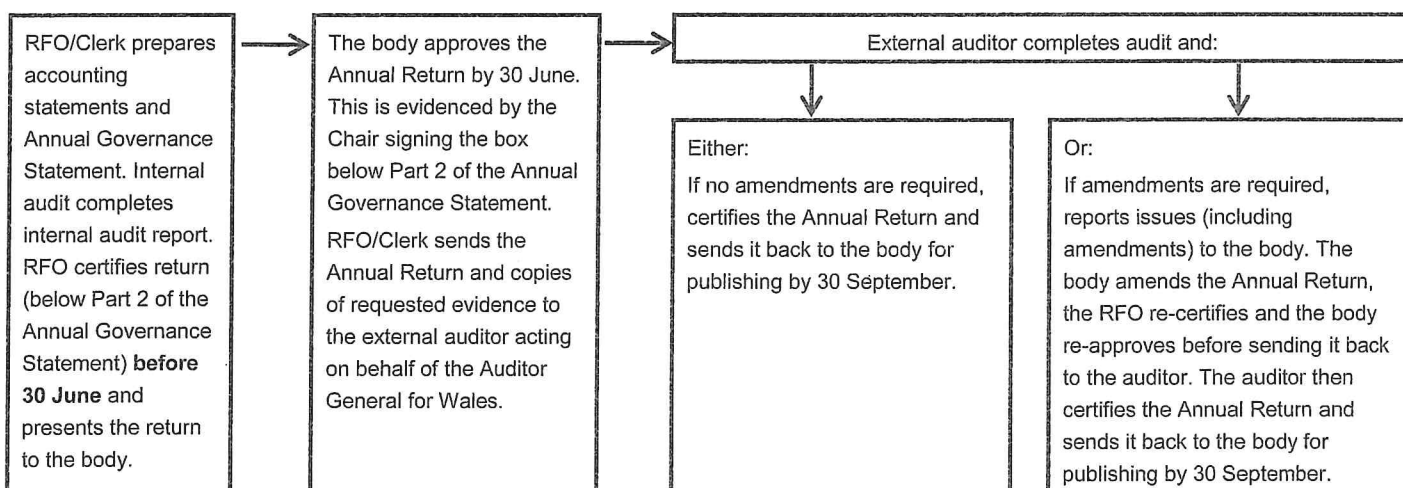 RFO/Clerk prepares
accounting
statements and
Annual Governance
Statement. Internal
audit completes
internal audit report.
RFO certifies return
(below Part 2 of the
Annual Governance
Statement) before
30 June and
presents the return
to the body.
The body approves the
Annual Return by 30 June.
This is evidenced by the
Chair signing the box
below Part 2 of the Annual
Governance Statement.
RFO/Clerk sends the
Annual Return and copies
of requested evidence to
the external auditor acting
on behalf of the Auditor
General for Wales.
External auditor completes audit and:
Either:
If no amendments are required,
certifies the Annual Return and
sends it back to the body for
publishing by 30 September.
Or:
If amendments are required,
reports issues (including
amendments) to the body. The
body amends the Annual Return,
the RFO re-certifies and the body
re-approves before sending it back
to the auditor. The auditor then
certifies the Annual Return and
sends it back to the body for
publishing by 30 September.